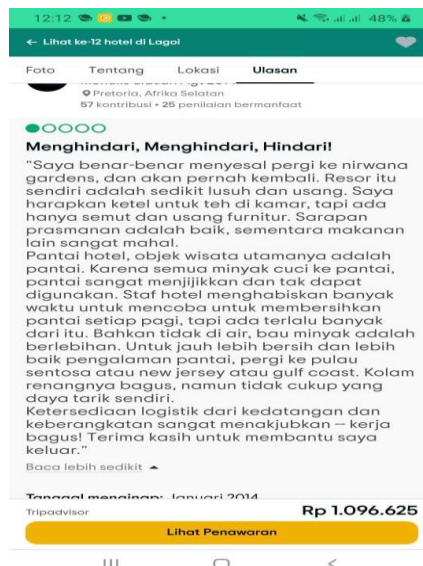 12:12
48%
← Lihat ke-12 hotel di Lagoi
Foto Tentang Lokasi Ulasan
Pretoria, Afrika Selatan
57 kontribusi • 25 penilaian bermanfaat
Menghindari, Menghindari, Hindari!
"Saya benar-benar menyesal pergi ke nirwana
gardens, dan akan pernah kembali. Resor itu
sendiri adalah sedikit lusuh dan usang. Saya
harapkan ketel untuk teh di kamar, tapi ada
hanya semut dan usang furnitur. Sarapan
prasmanan adalah baik, sementara makanan
lain sangat mahal.
Pantai hotel, objek wisata utamanya adalah
pantai. Karena semua minyak cuci ke pantai,
pantai sangat menjijikkan dan tak dapat
digunakan. Staf hotel menghabiskan banyak
waktu untuk mencoba untuk membersihkan
pantai setiap pagi, tapi ada terlalu banyak
dari itu. Bahkan tidak di air, bau minyak adalah
berlebihan. Untuk jauh lebih bersih dan lebih
baik pengalaman pantai, pergi ke pulau
sentosa atau new jersey atau gulf coast. Kolam
renangnya bagus, namun tidak cukup yang
daya tarik sendiri.
Ketersediaan logistik dari kedatangan dan
keberangkatan sangat menakjubkan – kerja
bagus! Terima kasih untuk membantu saya
keluar."
Baca lebih sedikit
Tanggal menginap: Januari 2014
Tripadvisor
Rp 1.096.625
Lihat Penawaran